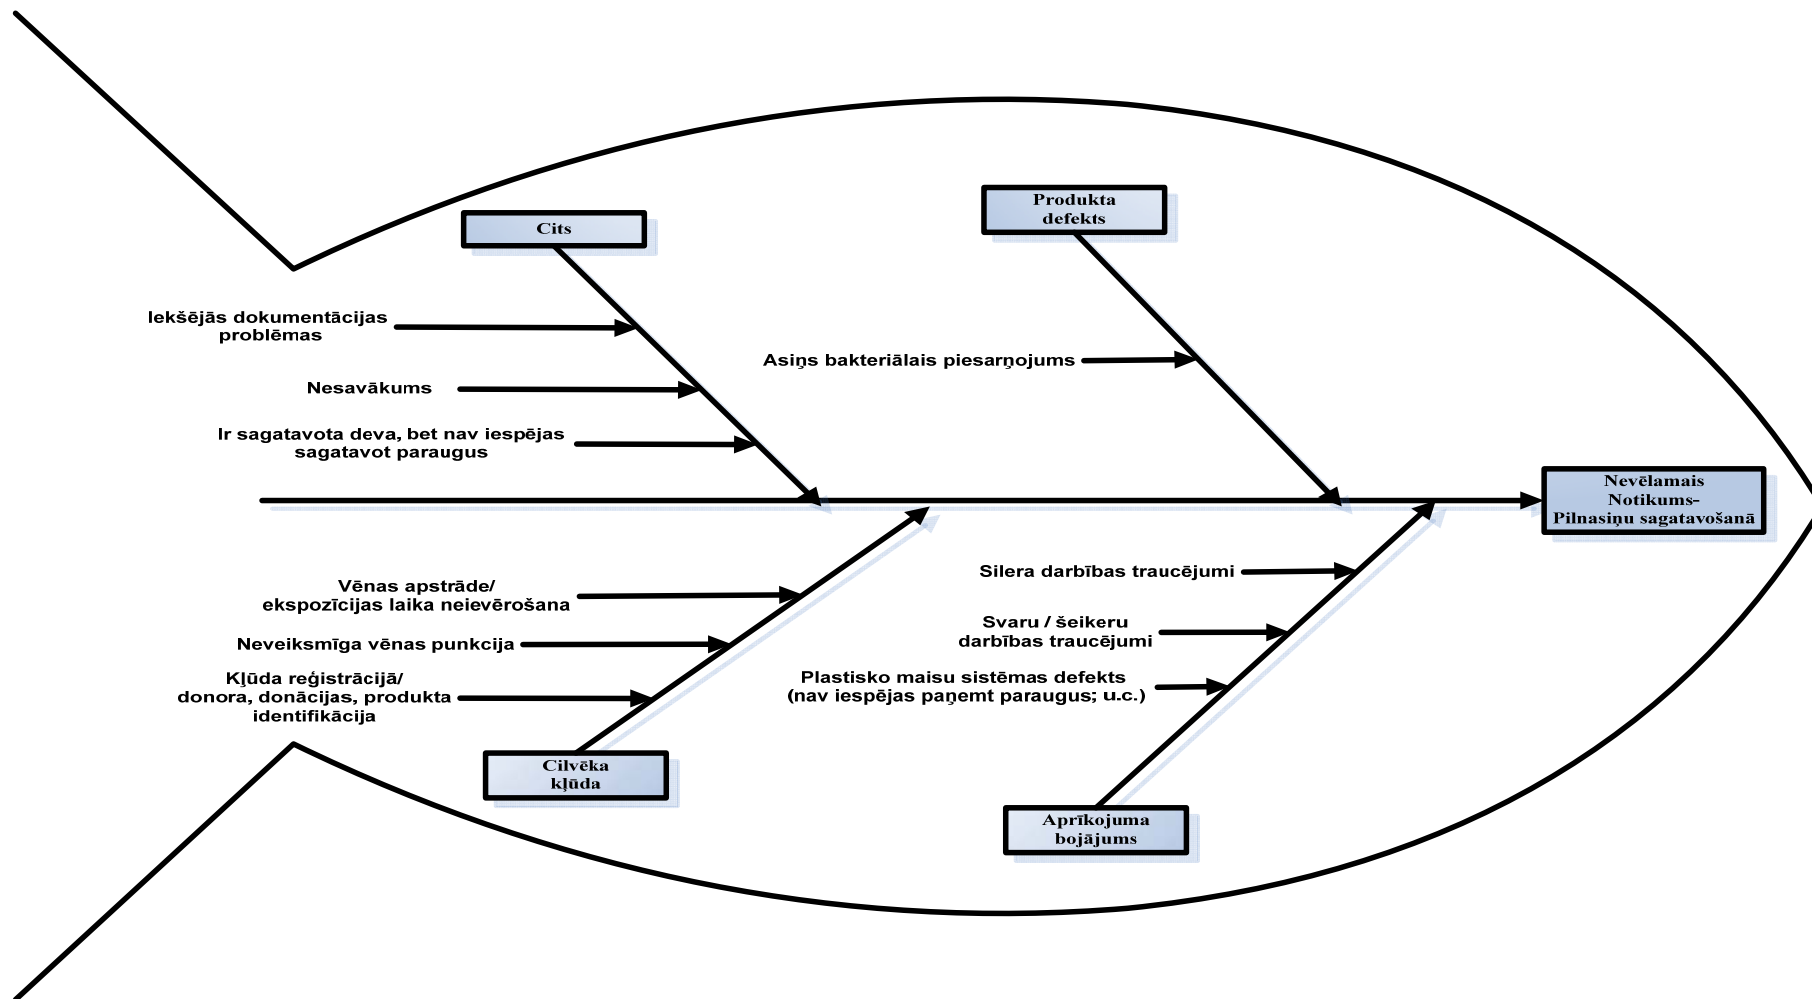 Cits
Produkta
defekts
Iekšējās dokumentācijas
problēmas
Asiņs bakteriālais piesarņojums
Nesavākums
Ir sagatavota deva, bet nav iespējas
sagatavot paraugus
Nevēlamais
Notikums-
Pilnasiņu sagatavošanā
Vēnas apstrāde/
ekspozīcijas laika neievērošana
Neveiksmīga vēnas punkcija
Kļūda reģistrācijā/
donora, donācijas, produkta
identifikācija
Cilvēka
kļūda
Silera darbības traucējumi
Svaru / šeikeru
darbības traucējumi
Plastisko maisu sistēmas defekts
(nav iespējas paņemt paraugus; u.c.)
Aprīkojuma
bojājums